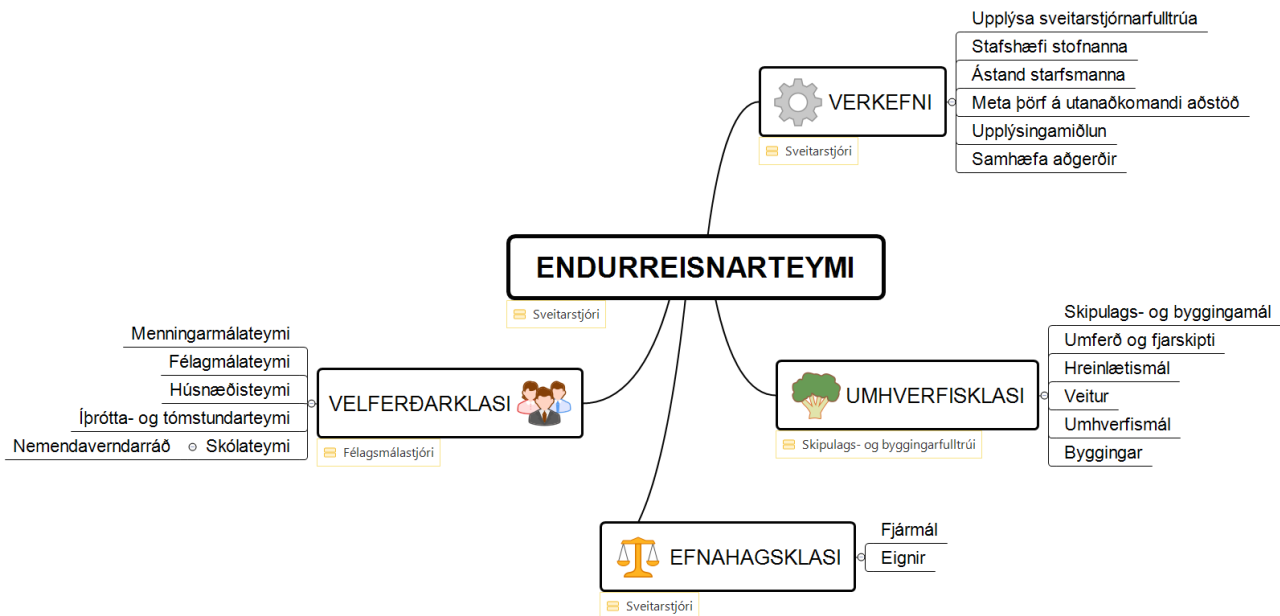 ENDURREISNARTEYMI
Sveitarstjóri
VERKEFNI
Sveitarstjóri
Upplýsa sveitarstjórnarfulltrúa
Stafshæfi stofnanna
Ástand starfsmanna
Meta þörf á utanaðkomandi aðstöð
Upplýsingamiðlun
Samhæfa aðgerðir
UMHVERFISKLASI
Skipulags- og byggingarfulltrúi
Skipulags- og byggingamál
Umferð og fjarskipti
Hreinlætismál
Veitur
Umhverfismál
Byggingar
EFNAHAGSKLASI
Sveitarstjóri
Fjármál
Eignir
VELFERÐARKLASI
Félagsmálastjóri
Menningarmálateymi
Félagmálateymi
Húsnæðisteymi
Íþrótta- og tómstundarteymi
Skólateymi
Nemendaverndarráð